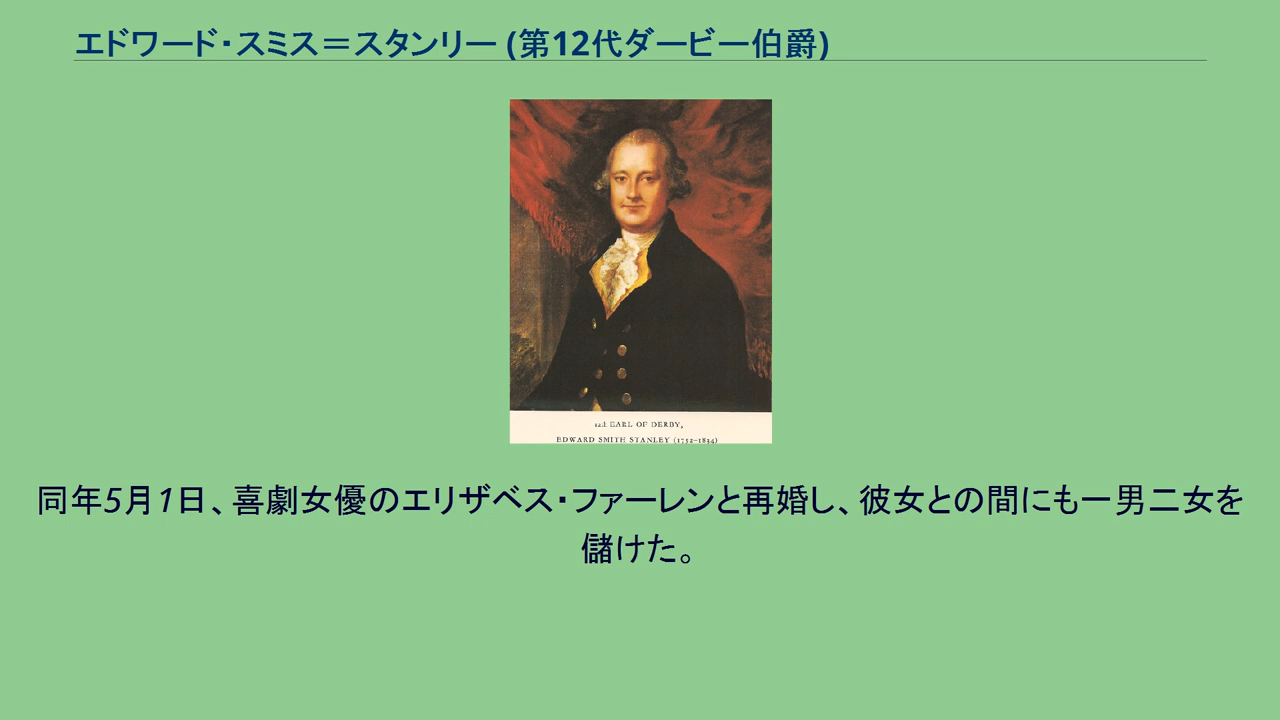 エドワード・スミス＝スタンリー (第12代ダービー伯爵)
12th EARL OF DERBY,
EDWARD SMITH STANLEY (1752–1834)
同年5月1日、喜劇女優のエリザベス・ファーレンと再婚し、彼女との間にも一男二女を
儲けた。